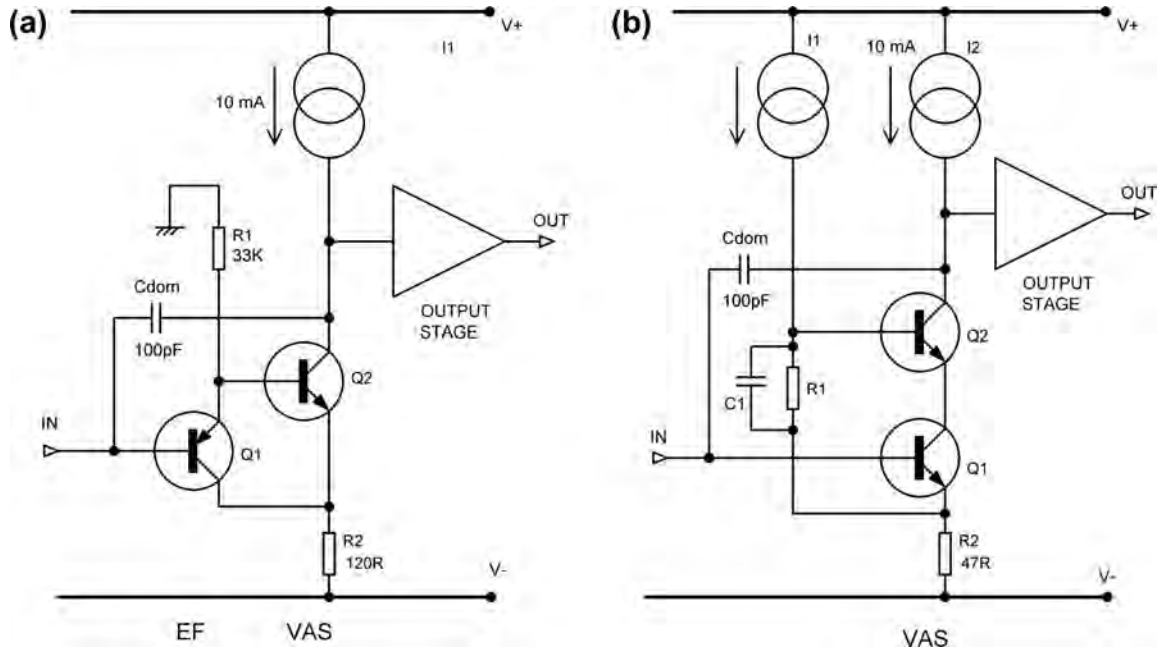 (a)
V+
I1
10 mA
R1
33K
OUT
Cdom
100pF
OUTPUT
STAGE
Q2
IN
Q1
R2
120R
V-
EF
VAS
(b)
V+
I1
10 mA
I2
OUT
Cdom
100pF
OUTPUT
STAGE
Q2
C1
R1
IN
Q1
R2
47R
V-
VAS